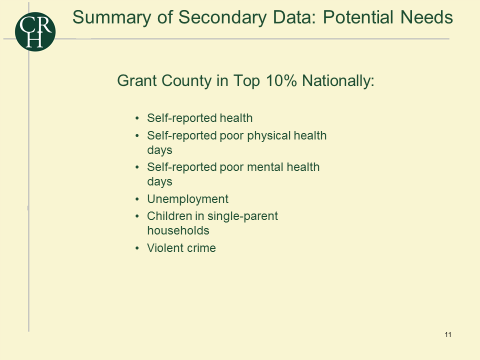 CR
H
Summary of Secondary Data: Potential Needs
Grant County in Top 10% Nationally:
• Self-reported health
• Self-reported poor physical health
days
• Self-reported poor mental health
days
• Unemployment
• Children in single-parent
households
• Violent crime
11